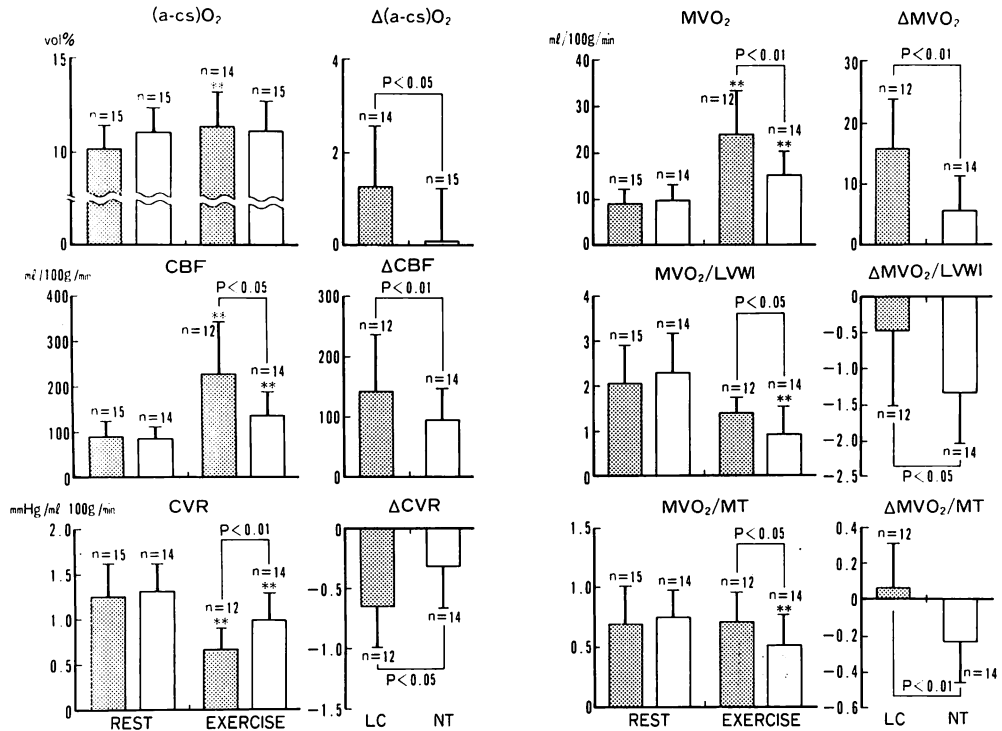 (a-cs)O₂
vol%
15
10
0
n=15
n=15
n=14
**
n=15
Δ(a-cs)O₂
4
2
0
P<0.05
n=14
n=15
CBF
mℓ/100g/min
400
300
200
100
0
n=15
n=14
P<0.05
**
n=12
n=14
**
ΔCBF
300
200
100
0
P<0.01
n=12
n=14
CVR
mmHg/mℓ 100g/min
2.0
1.5
1.0
0.5
0
n=15
n=14
P<0.01
n=12
**
n=14
**
REST
EXERCISE
ΔCVR
0
−0.5
−1.0
−1.5
n=12
n=14
P<0.05
LC
NT
MVO₂
mℓ/100g/min
40
30
20
10
0
n=15
n=14
P<0.01
**
n=12
n=14
**
ΔMVO₂
30
20
10
0
P<0.01
n=12
n=14
MVO₂/LVWI
4
3
2
1
0
n=15
n=14
P<0.05
n=12
n=14
**
ΔMVO₂/LVWI
0
−0.5
−1.0
−1.5
−2.0
−2.5
n=12
n=14
P<0.05
MVO₂/MT
1.5
1.0
0.5
0
n=15
n=14
P<0.05
n=12
n=14
**
REST
EXERCISE
ΔMVO₂/MT
0.4
0.2
0
−0.2
−0.4
−0.6
n=12
n=14
P<0.01
LC
NT